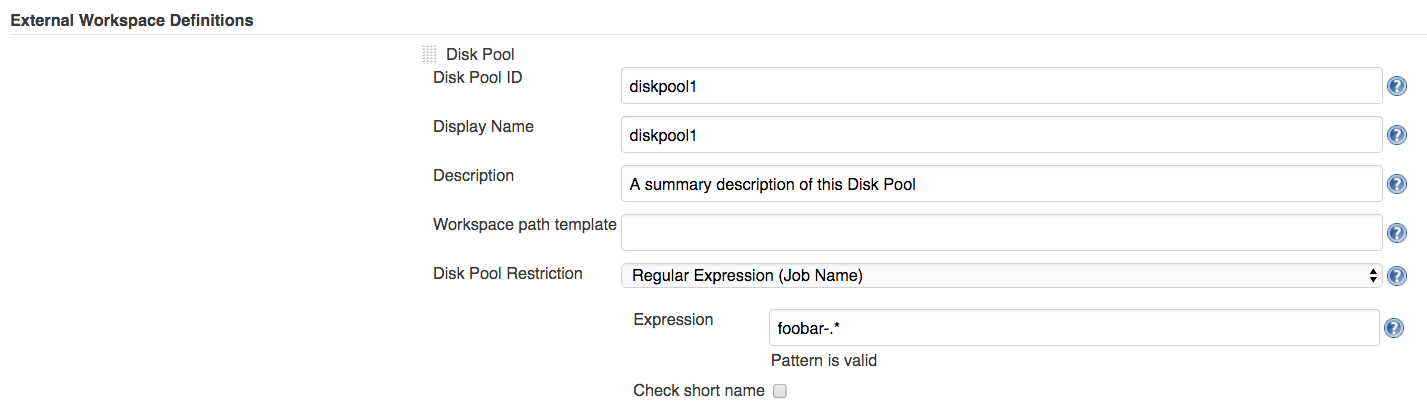 External Workspace Definitions
Disk Pool
Disk Pool ID
diskpool1
Display Name
diskpool1
Description
A summary description of this Disk Pool
Workspace path template
Disk Pool Restriction
Regular Expression (Job Name)
Expression
foobar-.*
Pattern is valid
Check short name